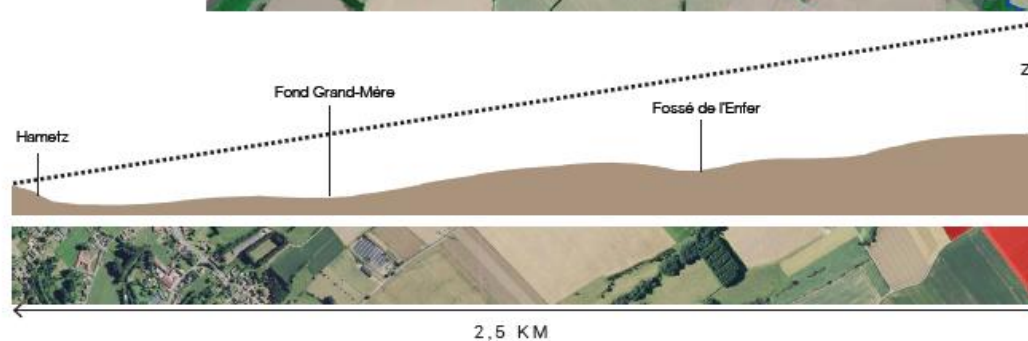 Z
Fond Grand-Mére
Fossé de l'Enfer
Hametz
2,5 KM